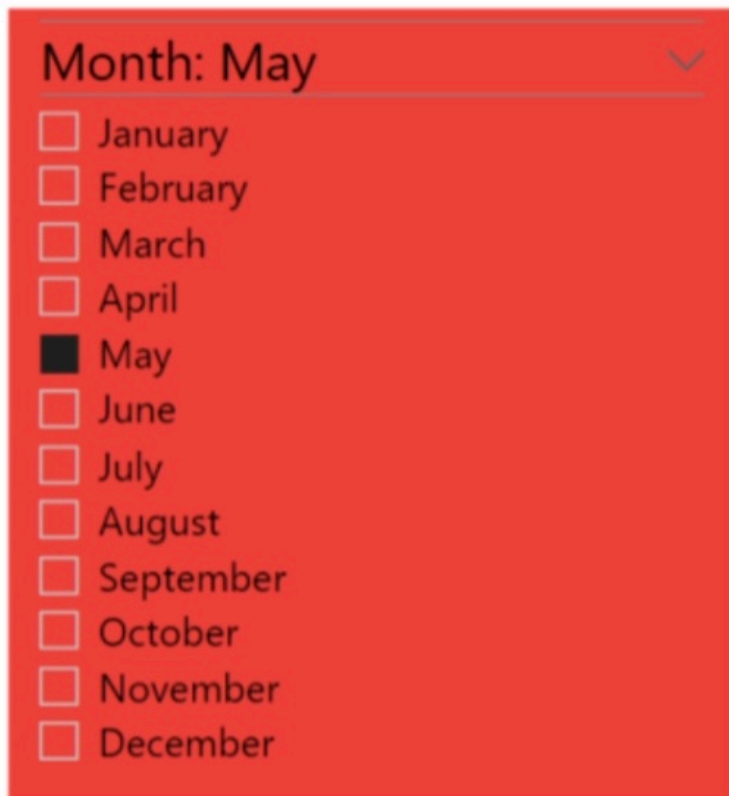 Month: May
January
February
March
April
May
June
July
August
September
October
November
December